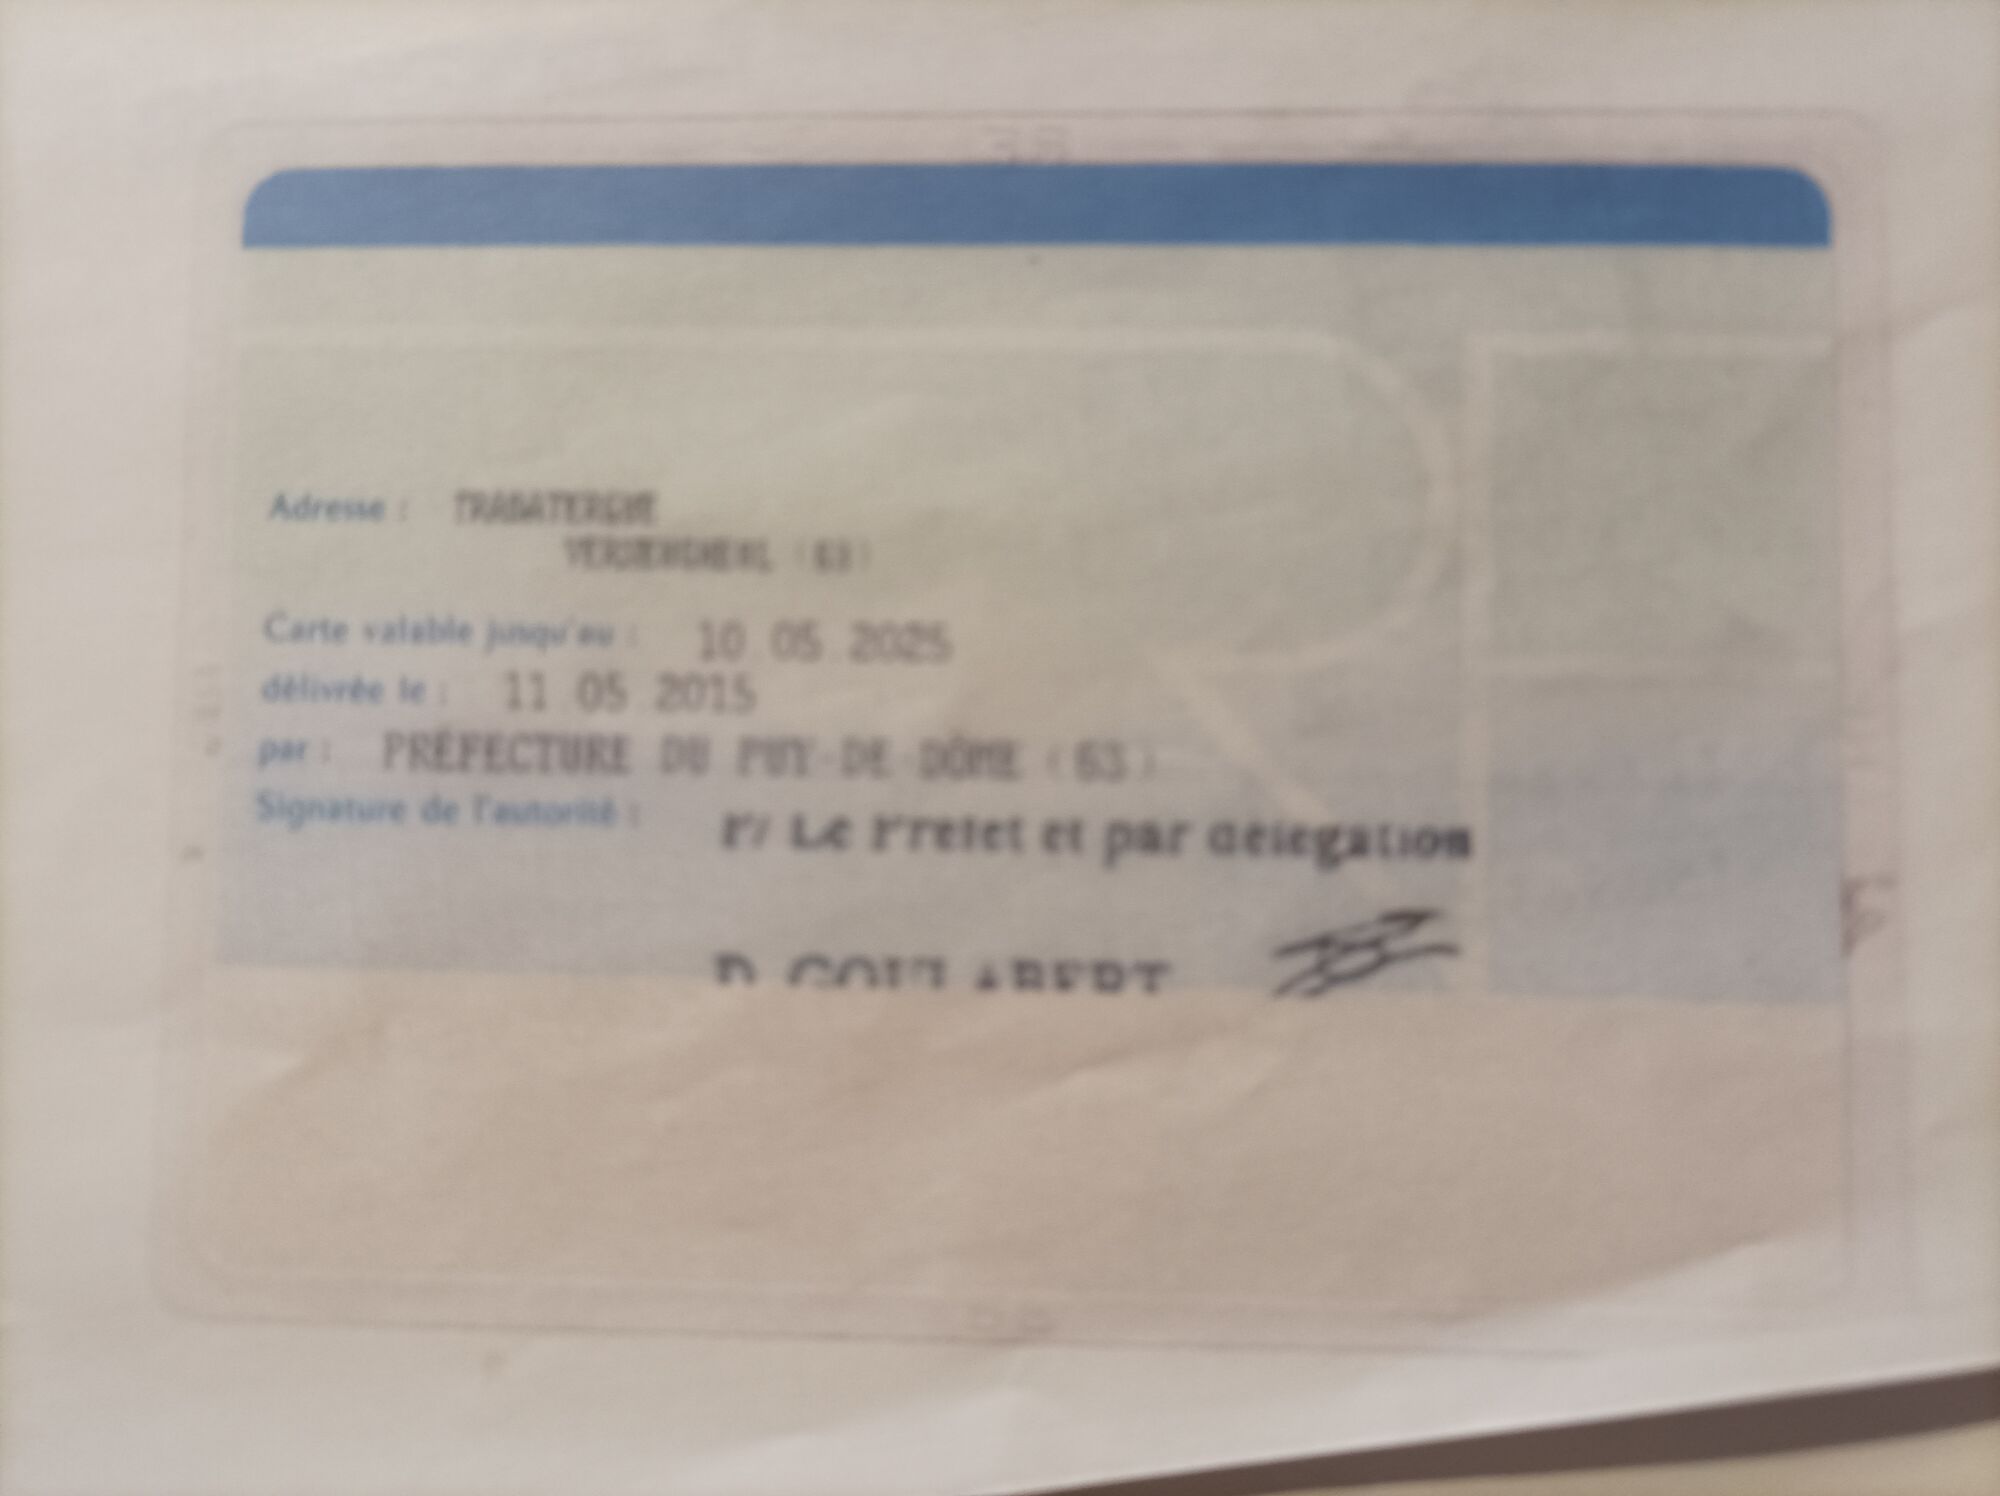 Adresse :
(63)
Carte valable jusqu'au : 10.05.2025
délivrée le : 11.05.2015
par : PRÉFECTURE DU PUY-DE-DÔME (63)
Signature de l'autorité :
P/ Le Préfet et par délégation